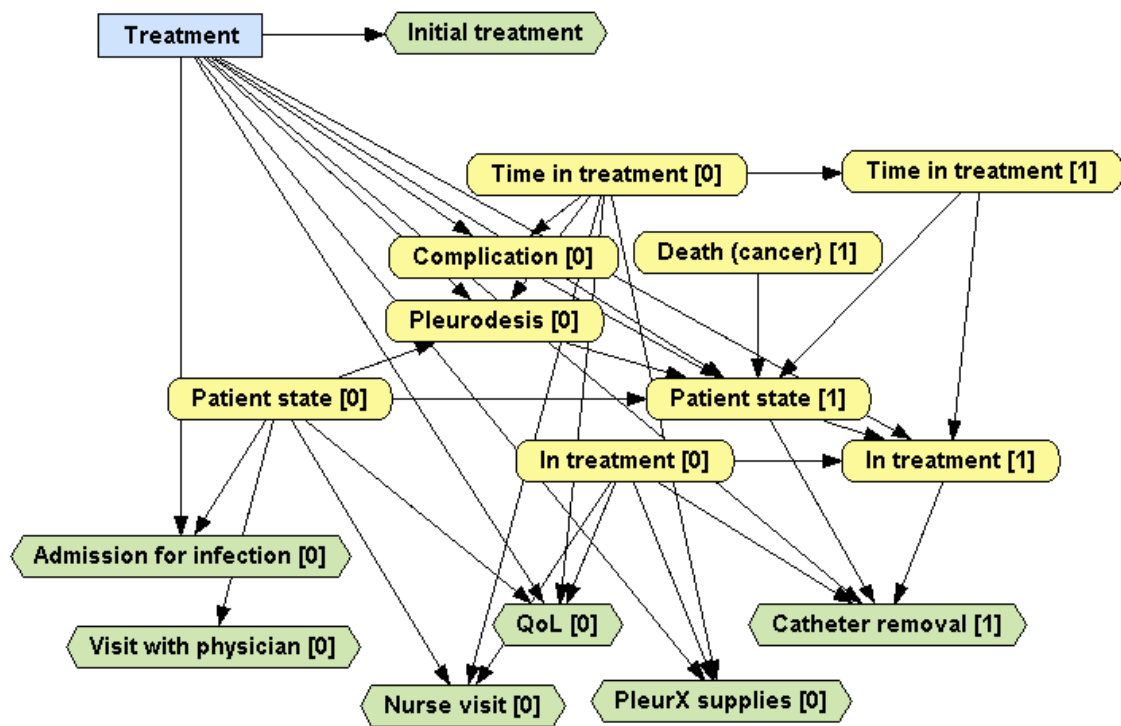 Treatment
Initial treatment
Time in treatment [0]
Time in treatment [1]
Complication [0]
Death (cancer) [1]
Pleurodesis [0]
Patient state [0]
Patient state [1]
In treatment [0]
In treatment [1]
Admission for infection [0]
QoL [0]
Catheter removal [1]
Visit with physician [0]
Nurse visit [0]
PleurX supplies [0]